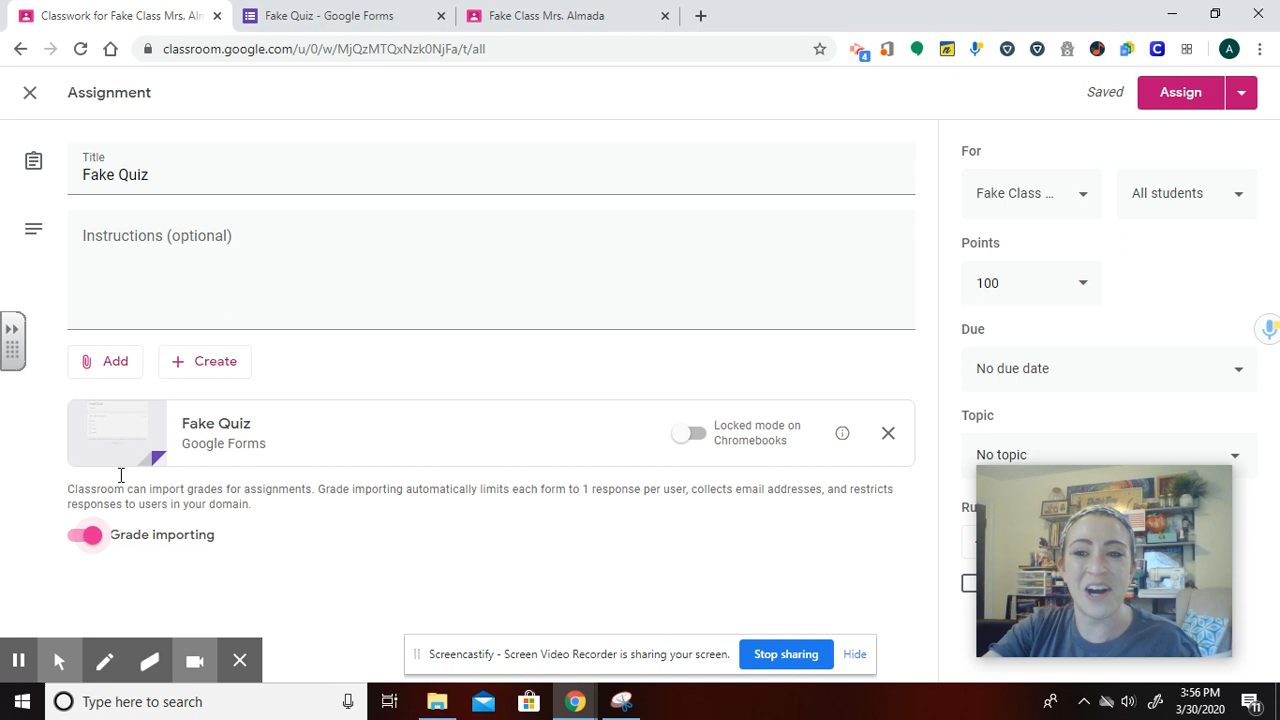 Classwork for Fake Class Mrs. Alm
Fake Quiz - Google Forms
Fake Class Mrs. Almada
classroom.google.com/u/0/w/MjQzMTQxNzk0NjFa/t/all
4
A
Assignment
Saved
Assign
Title
Fake Quiz
Instructions (optional)
Add
Create
Fake Quiz
Google Forms
Locked mode on
Chromebooks
Classroom can import grades for assignments. Grade importing automatically limits each form to 1 response per user, collects email addresses, and restricts
responses to users in your domain.
Grade importing
For
Fake Class ...
All students
Points
100
Due
No due date
Topic
No topic
Ru
Screencastify - Screen Video Recorder is sharing your screen.
Stop sharing
Hide
Type here to search
3:56 PM
3/30/2020
11